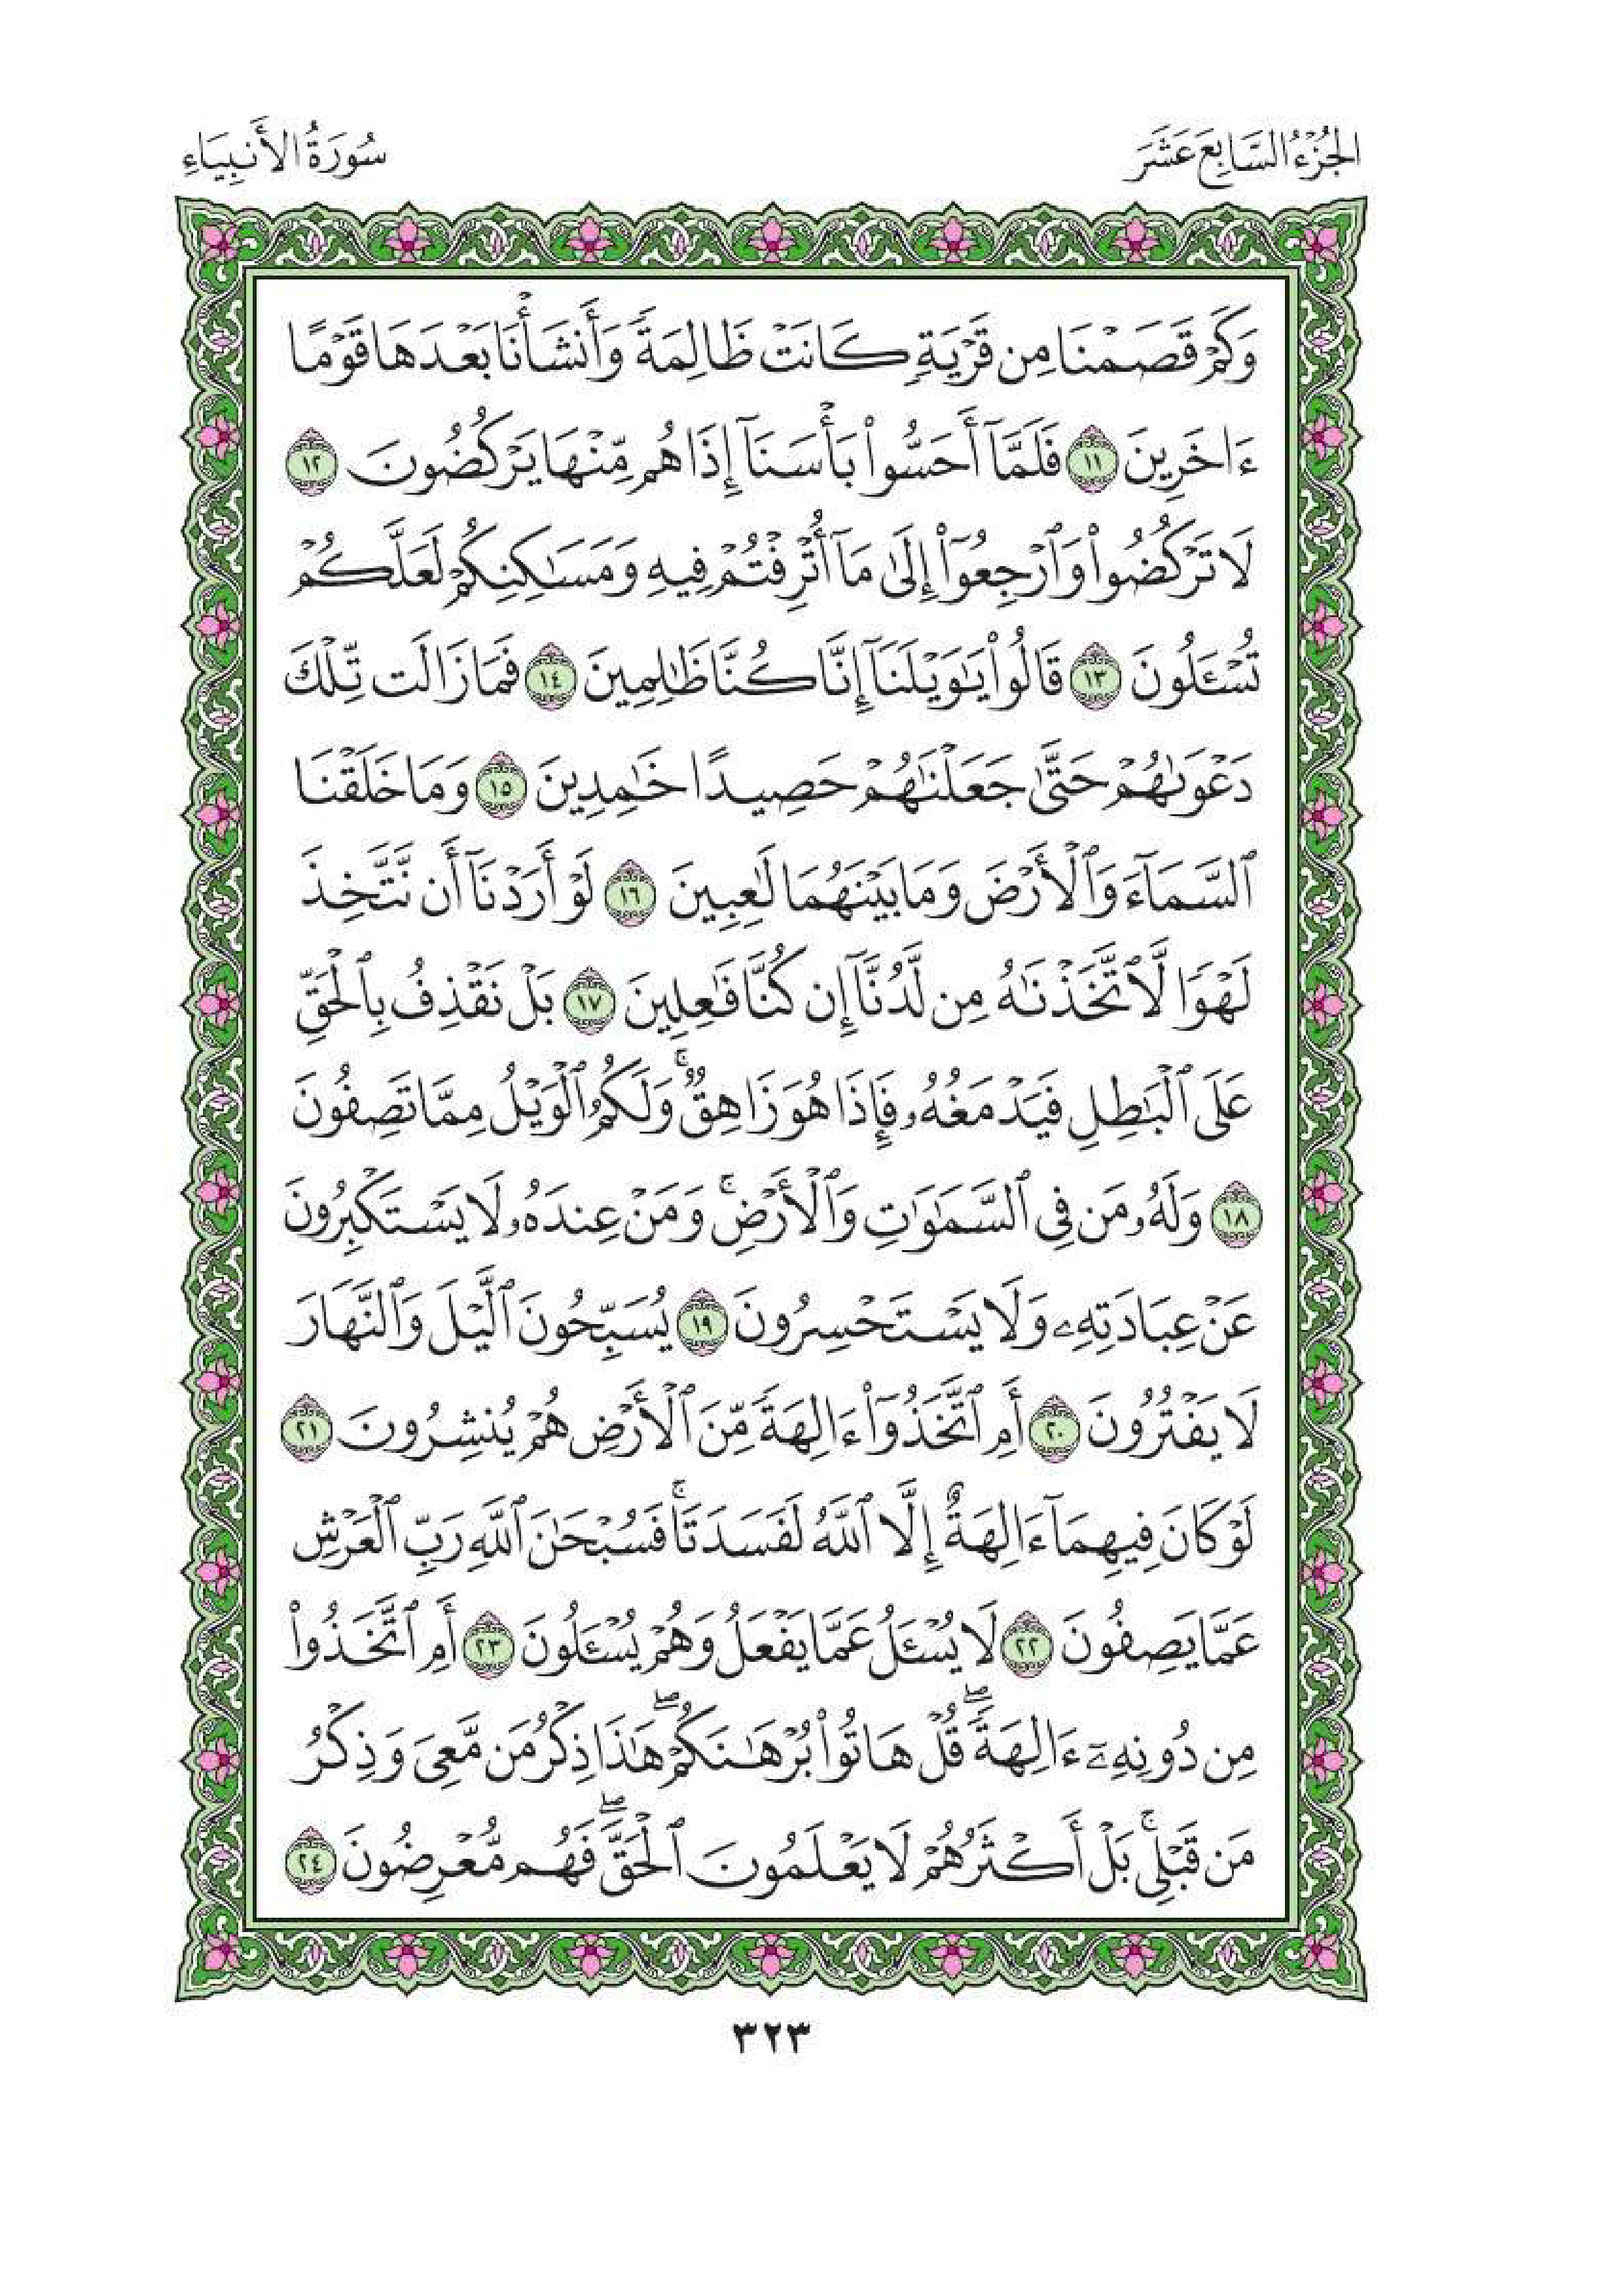 الجُزْءُ السَّابِعَ عَشَرَ
سُورَةُ الأَنبِيَاءِ
وَكَمْ قَصَمْنَا مِن قَرْيَةٍ كَانَتْ ظَالِمَةً وَأَنشَأْنَا بَعْدَهَا قَوْمًا
ءَاخَرِينَ ١١ فَلَمَّآ أَحَسُّوا۟ بَأْسَنَآ إِذَا هُم مِّنْهَا يَرْكُضُونَ ١٢
لَا تَرْكُضُوا۟ وَٱرْجِعُوٓا۟ إِلَىٰ مَآ أُتْرِفْتُمْ فِيهِ وَمَسَـٰكِنِكُمْ لَعَلَّكُمْ
تُسْـَٔلُونَ ١٣ قَالُوا۟ يَـٰوَيْلَنَآ إِنَّا كُنَّا ظَـٰلِمِينَ ١٤ فَمَا زَالَت تِّلْكَ
دَعْوَىٰهُمْ حَتَّىٰ جَعَلْنَـٰهُمْ حَصِيدًا خَـٰمِدِينَ ١٥ وَمَا خَلَقْنَا
ٱلسَّمَآءَ وَٱلْأَرْضَ وَمَا بَيْنَهُمَا لَـٰعِبِينَ ١٦ لَوْ أَرَدْنَآ أَن نَّتَّخِذَ
لَهْوًا لَّٱتَّخَذْنَـٰهُ مِن لَّدُنَّآ إِن كُنَّا فَـٰعِلِينَ ١٧ بَلْ نَقْذِفُ بِٱلْحَقِّ
عَلَى ٱلْبَـٰطِلِ فَيَدْمَغُهُۥ فَإِذَا هُوَ زَاهِقٌ ۚ وَلَكُمُ ٱلْوَيْلُ مِمَّا تَصِفُونَ
١٨ وَلَهُۥ مَن فِى ٱلسَّمَـٰوَٰتِ وَٱلْأَرْضِ ۚ وَمَنْ عِندَهُۥ لَا يَسْتَكْبِرُونَ
عَنْ عِبَادَتِهِۦ وَلَا يَسْتَحْسِرُونَ ١٩ يُسَبِّحُونَ ٱلَّيْلَ وَٱلنَّهَارَ
لَا يَفْتُرُونَ ٢٠ أَمِ ٱتَّخَذُوٓا۟ ءَالِهَةً مِّنَ ٱلْأَرْضِ هُمْ يُنشِرُونَ ٢١
لَوْ كَانَ فِيهِمَآ ءَالِهَةٌ إِلَّا ٱللَّهُ لَفَسَدَتَا ۚ فَسُبْحَـٰنَ ٱللَّهِ رَبِّ ٱلْعَرْشِ
عَمَّا يَصِفُونَ ٢٢ لَا يُسْـَٔلُ عَمَّا يَفْعَلُ وَهُمْ يُسْـَٔلُونَ ٢٣ أَمِ ٱتَّخَذُوا۟
مِن دُونِهِۦٓ ءَالِهَةً ۖ قُلْ هَاتُوا۟ بُرْهَـٰنَكُمْ ۖ هَـٰذَا ذِكْرُ مَن مَّعِىَ وَذِكْرُ
مَن قَبْلِى ۚ بَلْ أَكْثَرُهُمْ لَا يَعْلَمُونَ ٱلْحَقَّ ۖ فَهُم مُّعْرِضُونَ ٢٤
٣٢٣